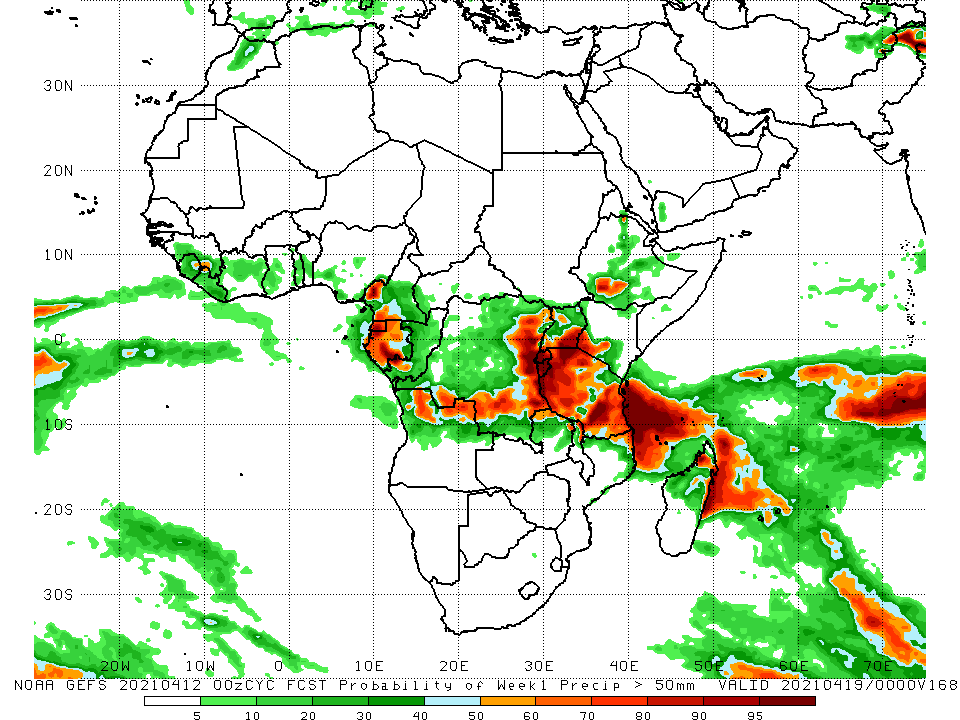 30N
20N
10N
0
10S
20S
30S
20W 10W 0 10E 20E 30E 40E 50E 60E 70E
NOAA GEFS 20210412 00zCYC FCST Probability of Week1 Precip > 50mm VALID 20210419/0000V168
5 10 20 30 40 50 60 70 80 90 95